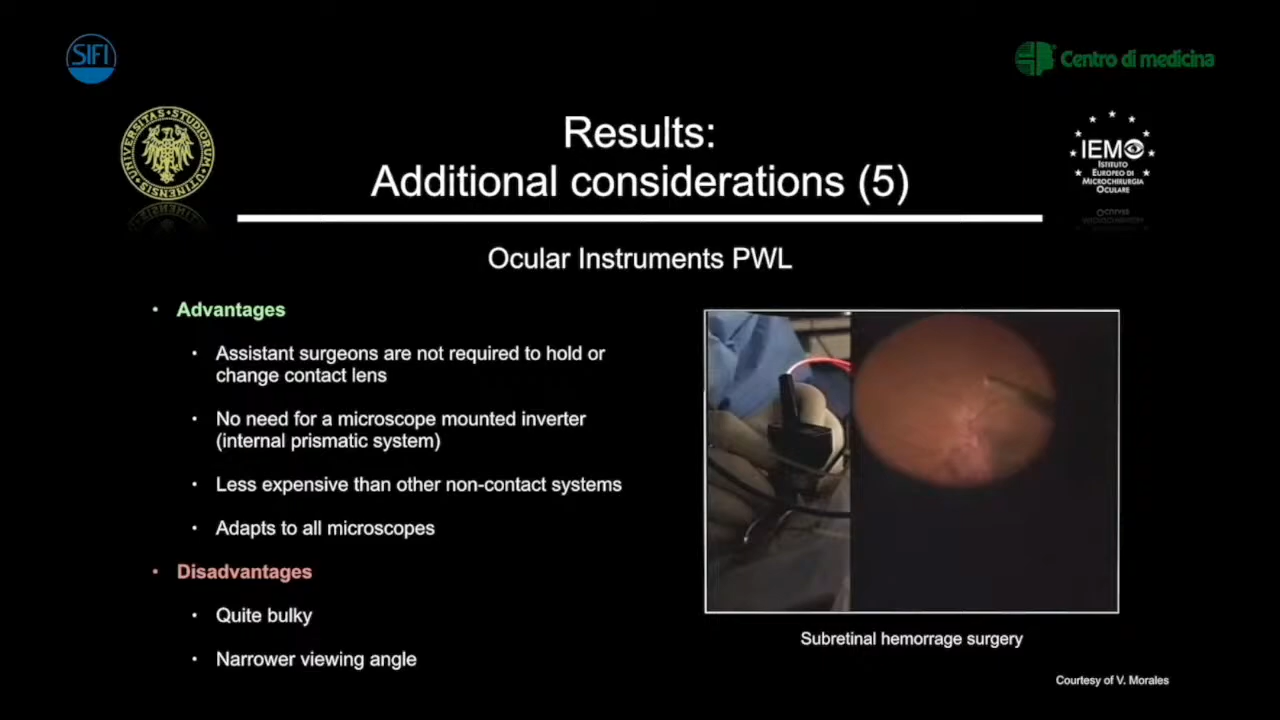 SIFI
Centro di medicina
UNIVERSITAS STUDIORUM UTINENSIS
IEMO
ISTITUTO
EUROPEO DI
MICROCHIRURGIA
OCULARE
Results:
Additional considerations (5)
Ocular Instruments PWL
• Advantages
• Assistant surgeons are not required to hold or
change contact lens
• No need for a microscope mounted inverter
(internal prismatic system)
• Less expensive than other non-contact systems
• Adapts to all microscopes
• Disadvantages
• Quite bulky
• Narrower viewing angle
Subretinal hemorrage surgery
Courtesy of V. Morales